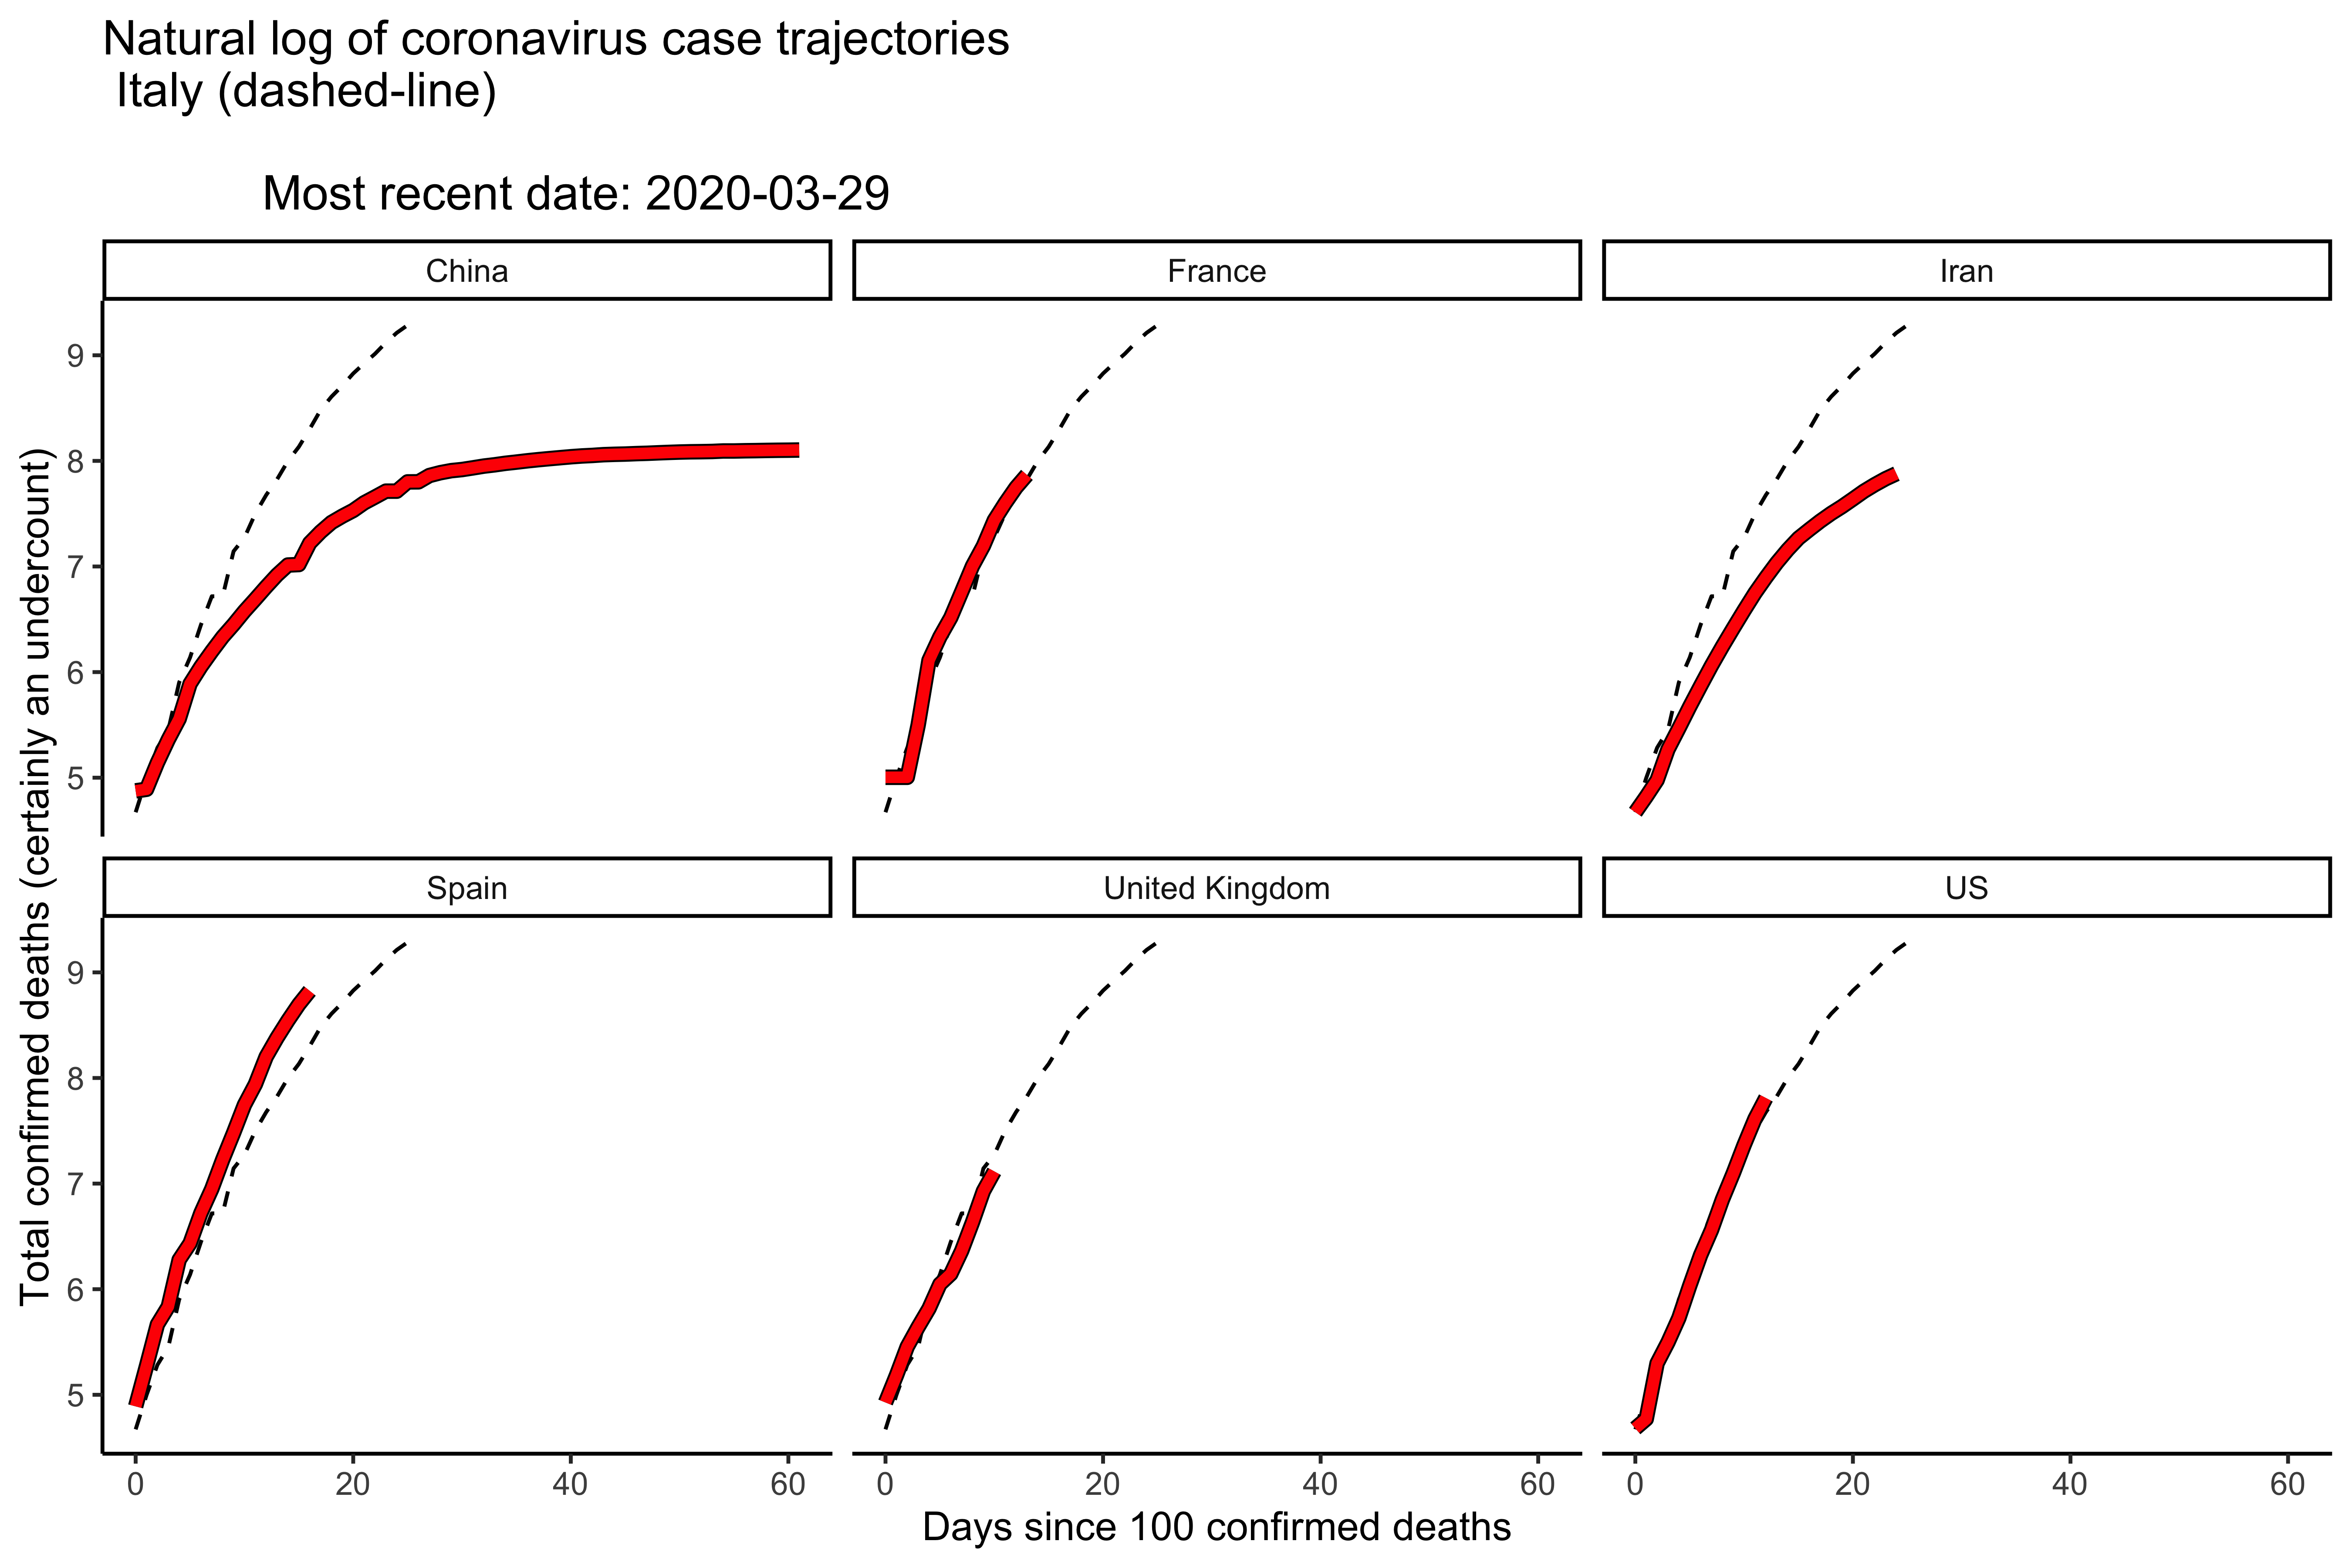 Natural log of coronavirus case trajectories
Italy (dashed-line)
Most recent date: 2020-03-29
Total confirmed deaths (certainly an undercount)
China
France
Iran
9
8
7
6
5
Spain
United Kingdom
US
9
8
7
6
5
0 20 40 60
0 20 40 60
0 20 40 60
Days since 100 confirmed deaths